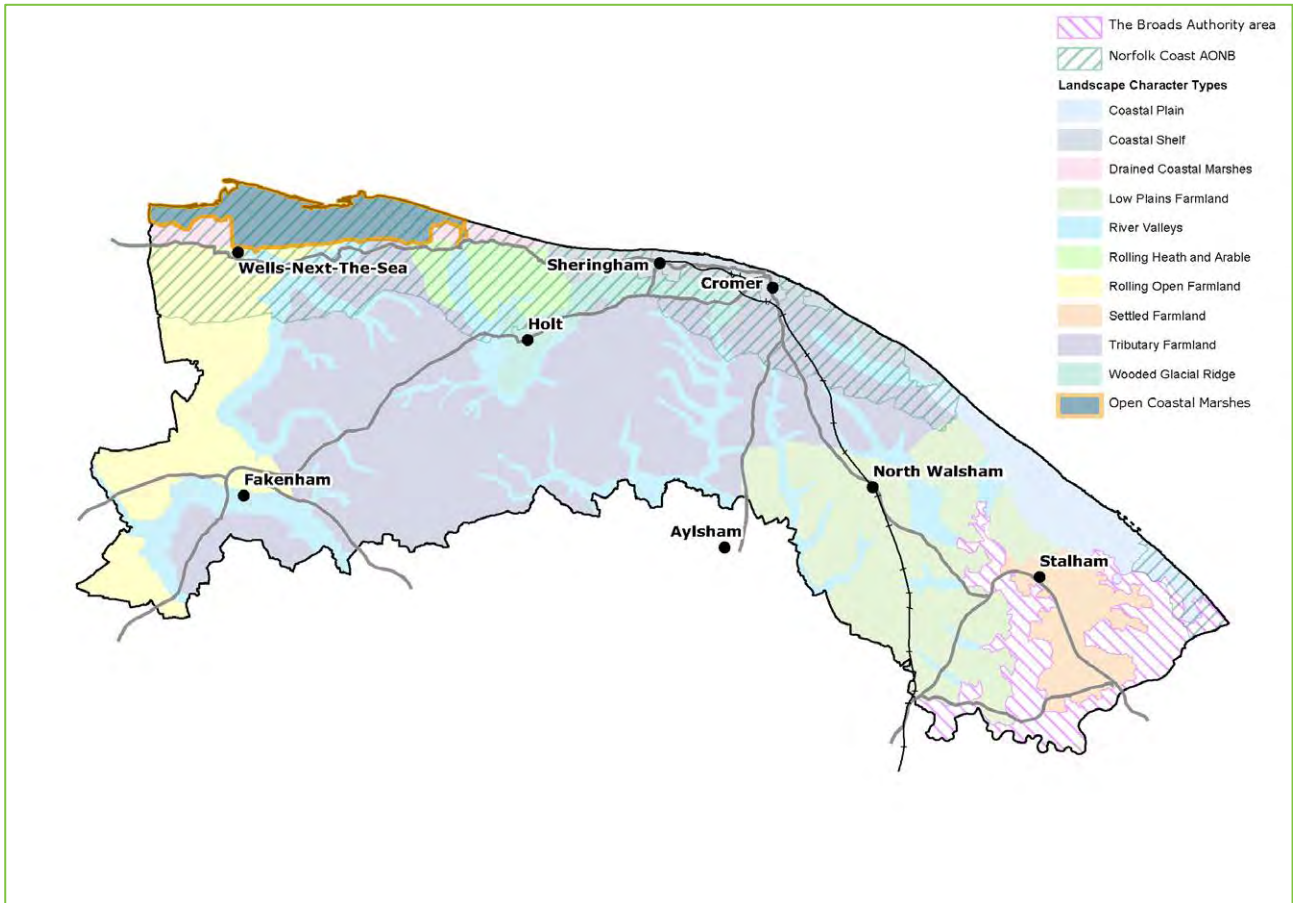 The Broads Authority area
Norfolk Coast AONB
Landscape Character Types
Coastal Plain
Coastal Shelf
Drained Coastal Marshes
Low Plains Farmland
River Valleys
Rolling Heath and Arable
Rolling Open Farmland
Settled Farmland
Tributary Farmland
Wooded Glacial Ridge
Open Coastal Marshes
Wells-Next-The-Sea
Sheringham
Cromer
Holt
Fakenham
North Walsham
Aylsham
Stalham